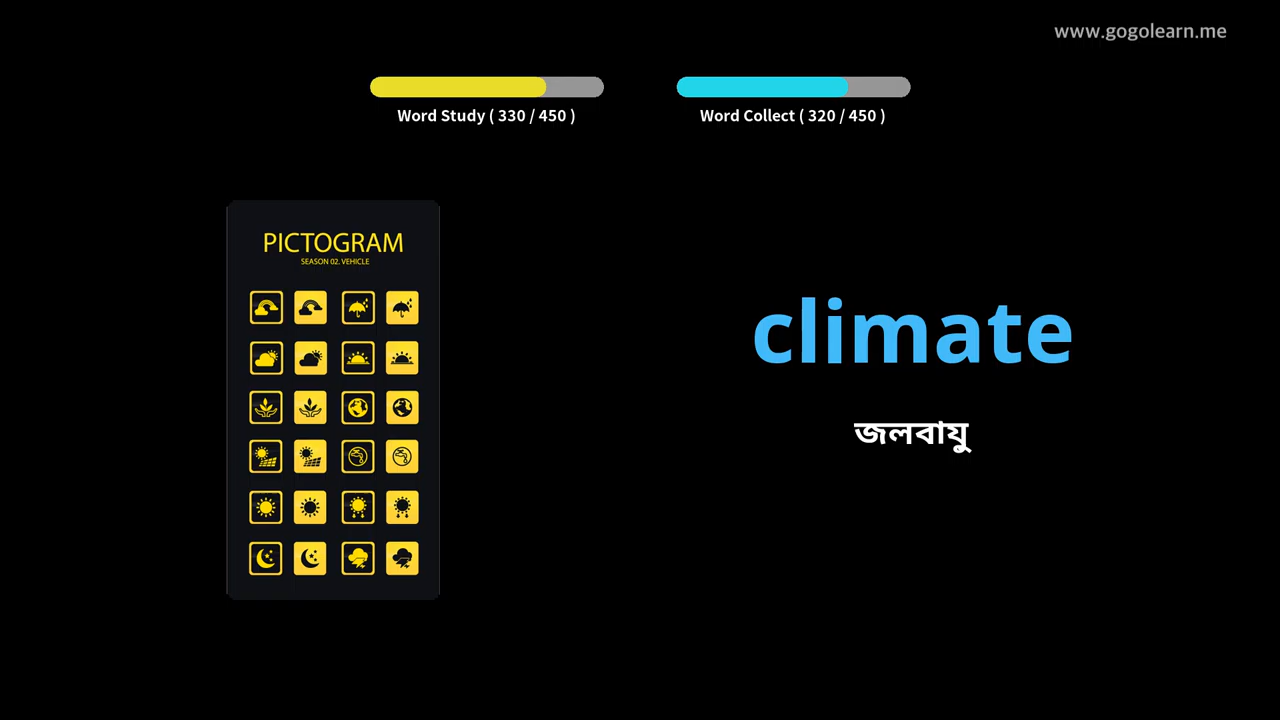 www.gogolearn.me
Word Study ( 330 / 450 )
Word Collect ( 320 / 450 )
PICTOGRAM
SEASON 02. VEHICLE
climate
জলবাযু